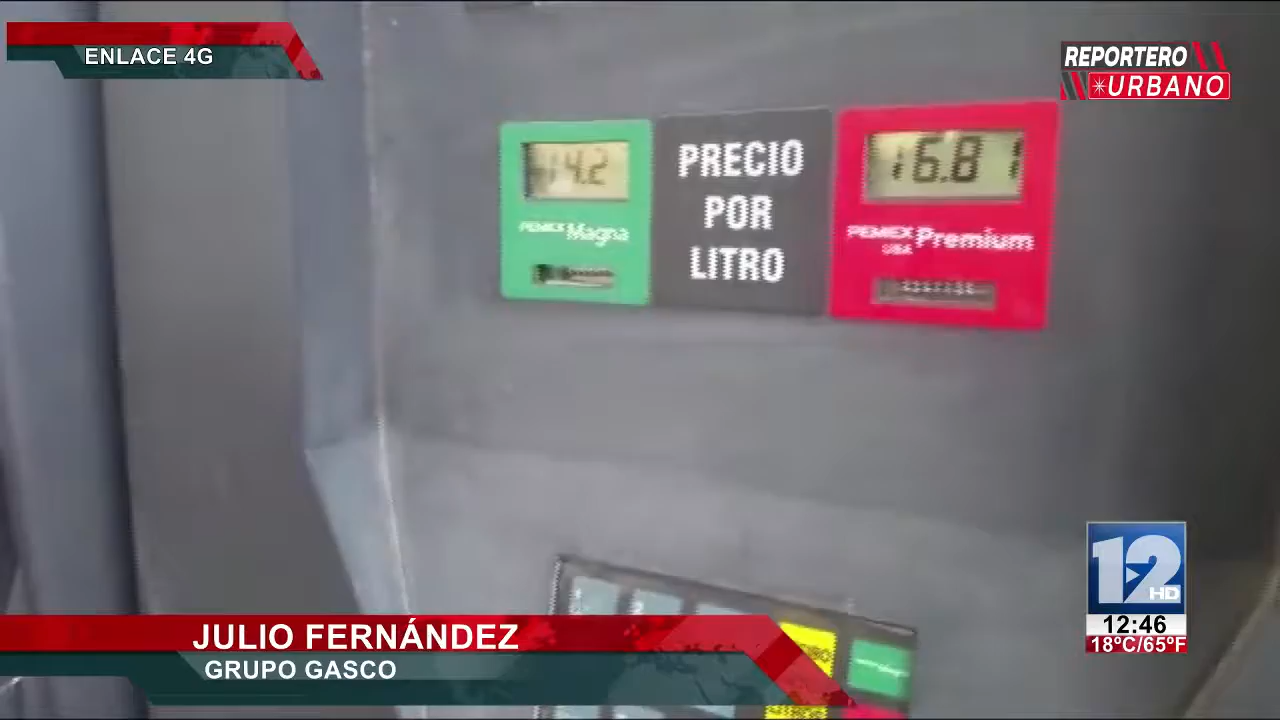 ENLACE 4G
REPORTERO
URBANO
14.2
PRECIO
POR
LITRO
16.81
PEMEX Magna
PEMEX Premium
USA
12
HD
12:46
18°C/65°F
JULIO FERNÁNDEZ
GRUPO GASCO